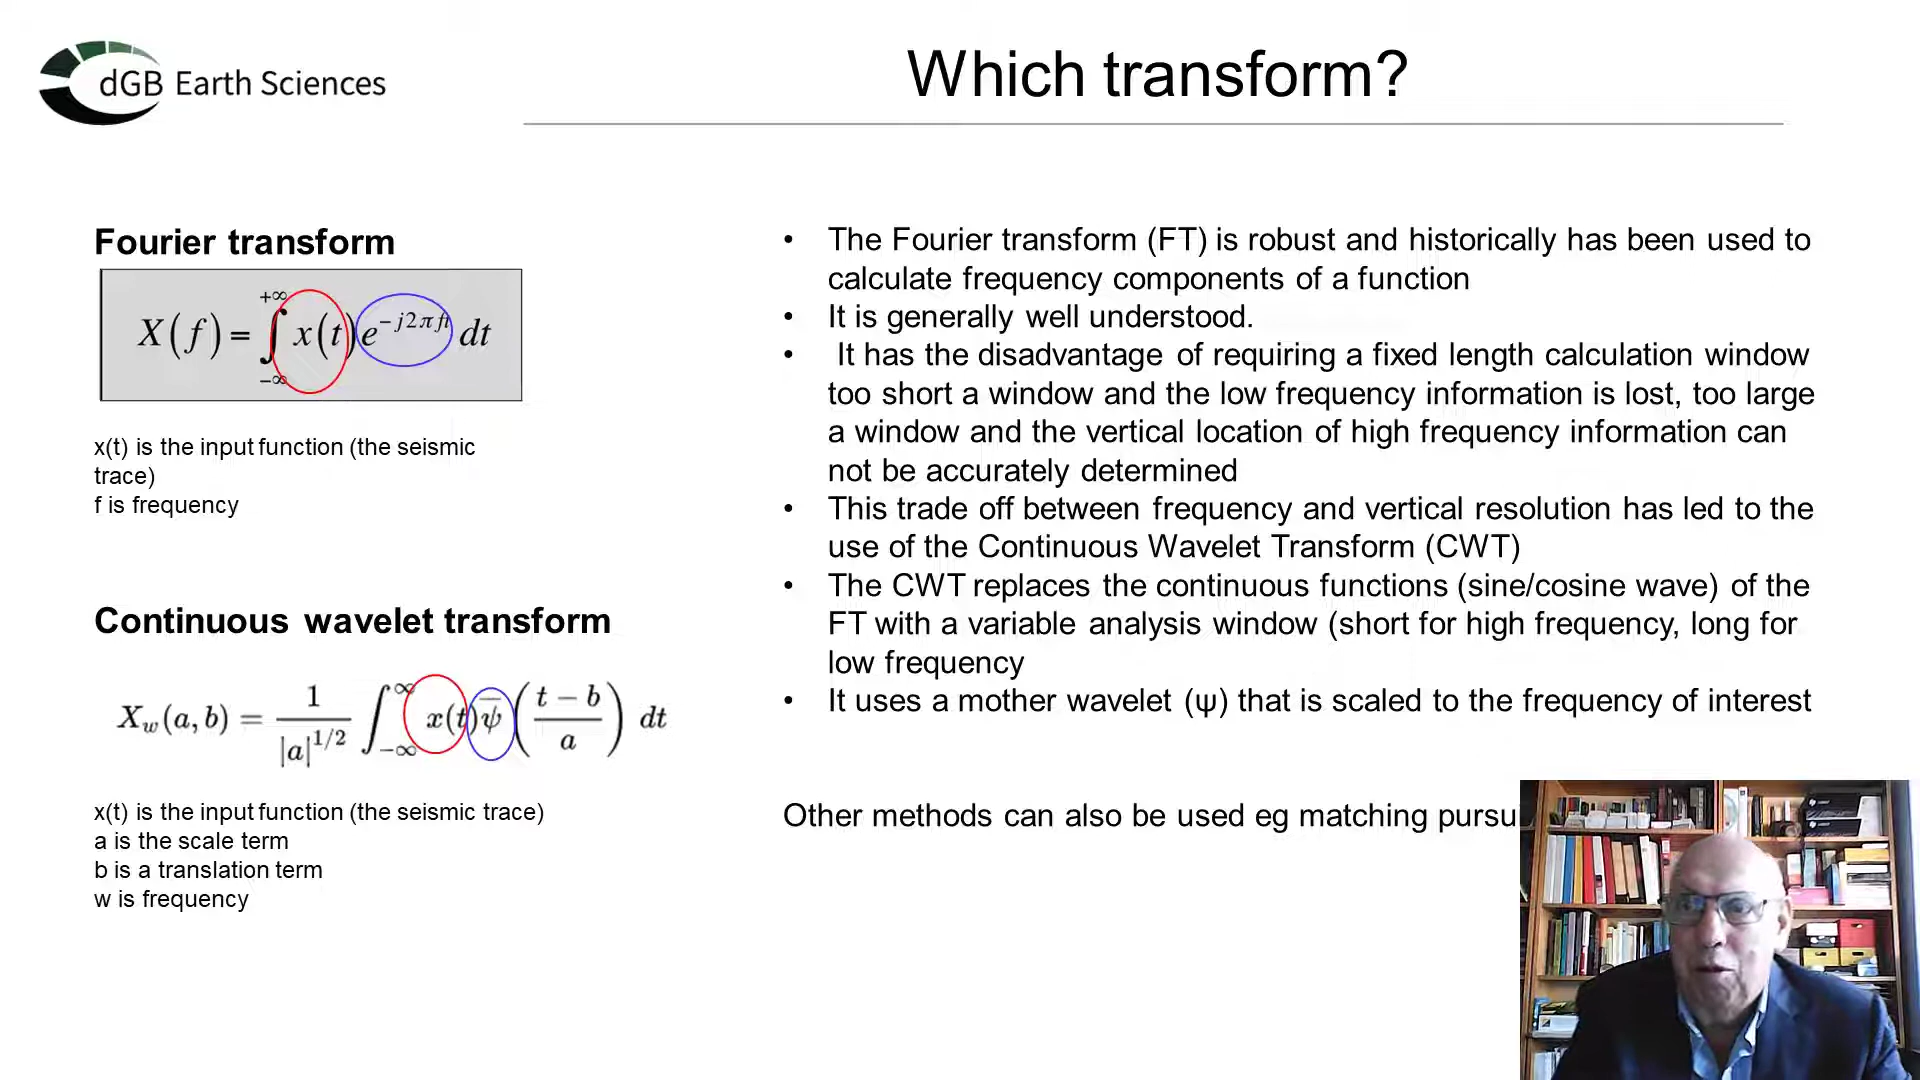 dGB Earth Sciences
Which transform?
Fourier transform
X(f) = ∫_{-∞}^{+∞} x(t) e^{-j2πft} dt
x(t) is the input function (the seismic
trace)
f is frequency
Continuous wavelet transform
X_w(a, b) = \frac{1}{|a|^{1/2}} ∫_{-∞}^{∞} x(t) \overline{ψ} \left( \frac{t - b}{a} \right) dt
x(t) is the input function (the seismic trace)
a is the scale term
b is a translation term
w is frequency
• The Fourier transform (FT) is robust and historically has been used to
calculate frequency components of a function
• It is generally well understood.
• It has the disadvantage of requiring a fixed length calculation window
too short a window and the low frequency information is lost, too large
a window and the vertical location of high frequency information can
not be accurately determined
• This trade off between frequency and vertical resolution has led to the
use of the Continuous Wavelet Transform (CWT)
• The CWT replaces the continuous functions (sine/cosine wave) of the
FT with a variable analysis window (short for high frequency, long for
low frequency
• It uses a mother wavelet (ψ) that is scaled to the frequency of interest
Other methods can also be used eg matching pursu